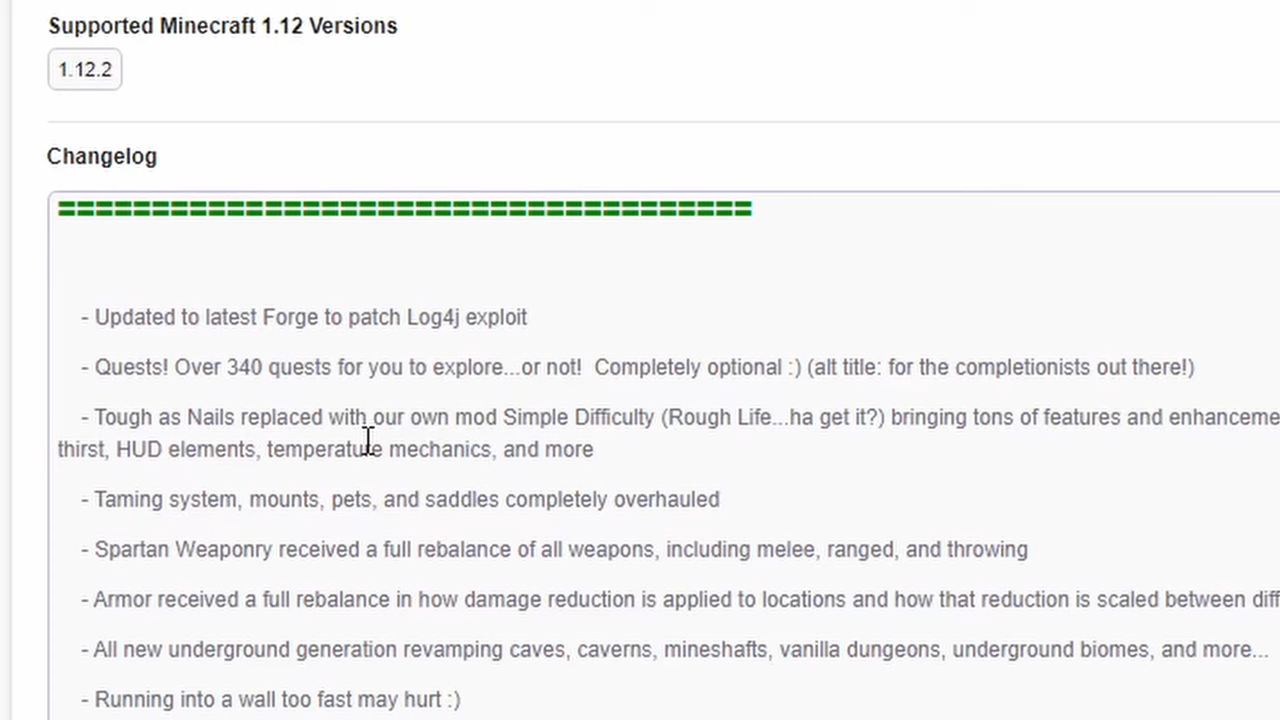 Supported Minecraft 1.12 Versions
1.12.2
Changelog
=====================================
- Updated to latest Forge to patch Log4j exploit
- Quests! Over 340 quests for you to explore...or not!  Completely optional :) (alt title: for the completionists out there!)
- Tough as Nails replaced with our own mod Simple Difficulty (Rough Life...ha get it?) bringing tons of features and enhanceme
thirst, HUD elements, temperature mechanics, and more
- Taming system, mounts, pets, and saddles completely overhauled
- Spartan Weaponry received a full rebalance of all weapons, including melee, ranged, and throwing
- Armor received a full rebalance in how damage reduction is applied to locations and how that reduction is scaled between diff
- All new underground generation revamping caves, caverns, mineshafts, vanilla dungeons, underground biomes, and more...
- Running into a wall too fast may hurt :)